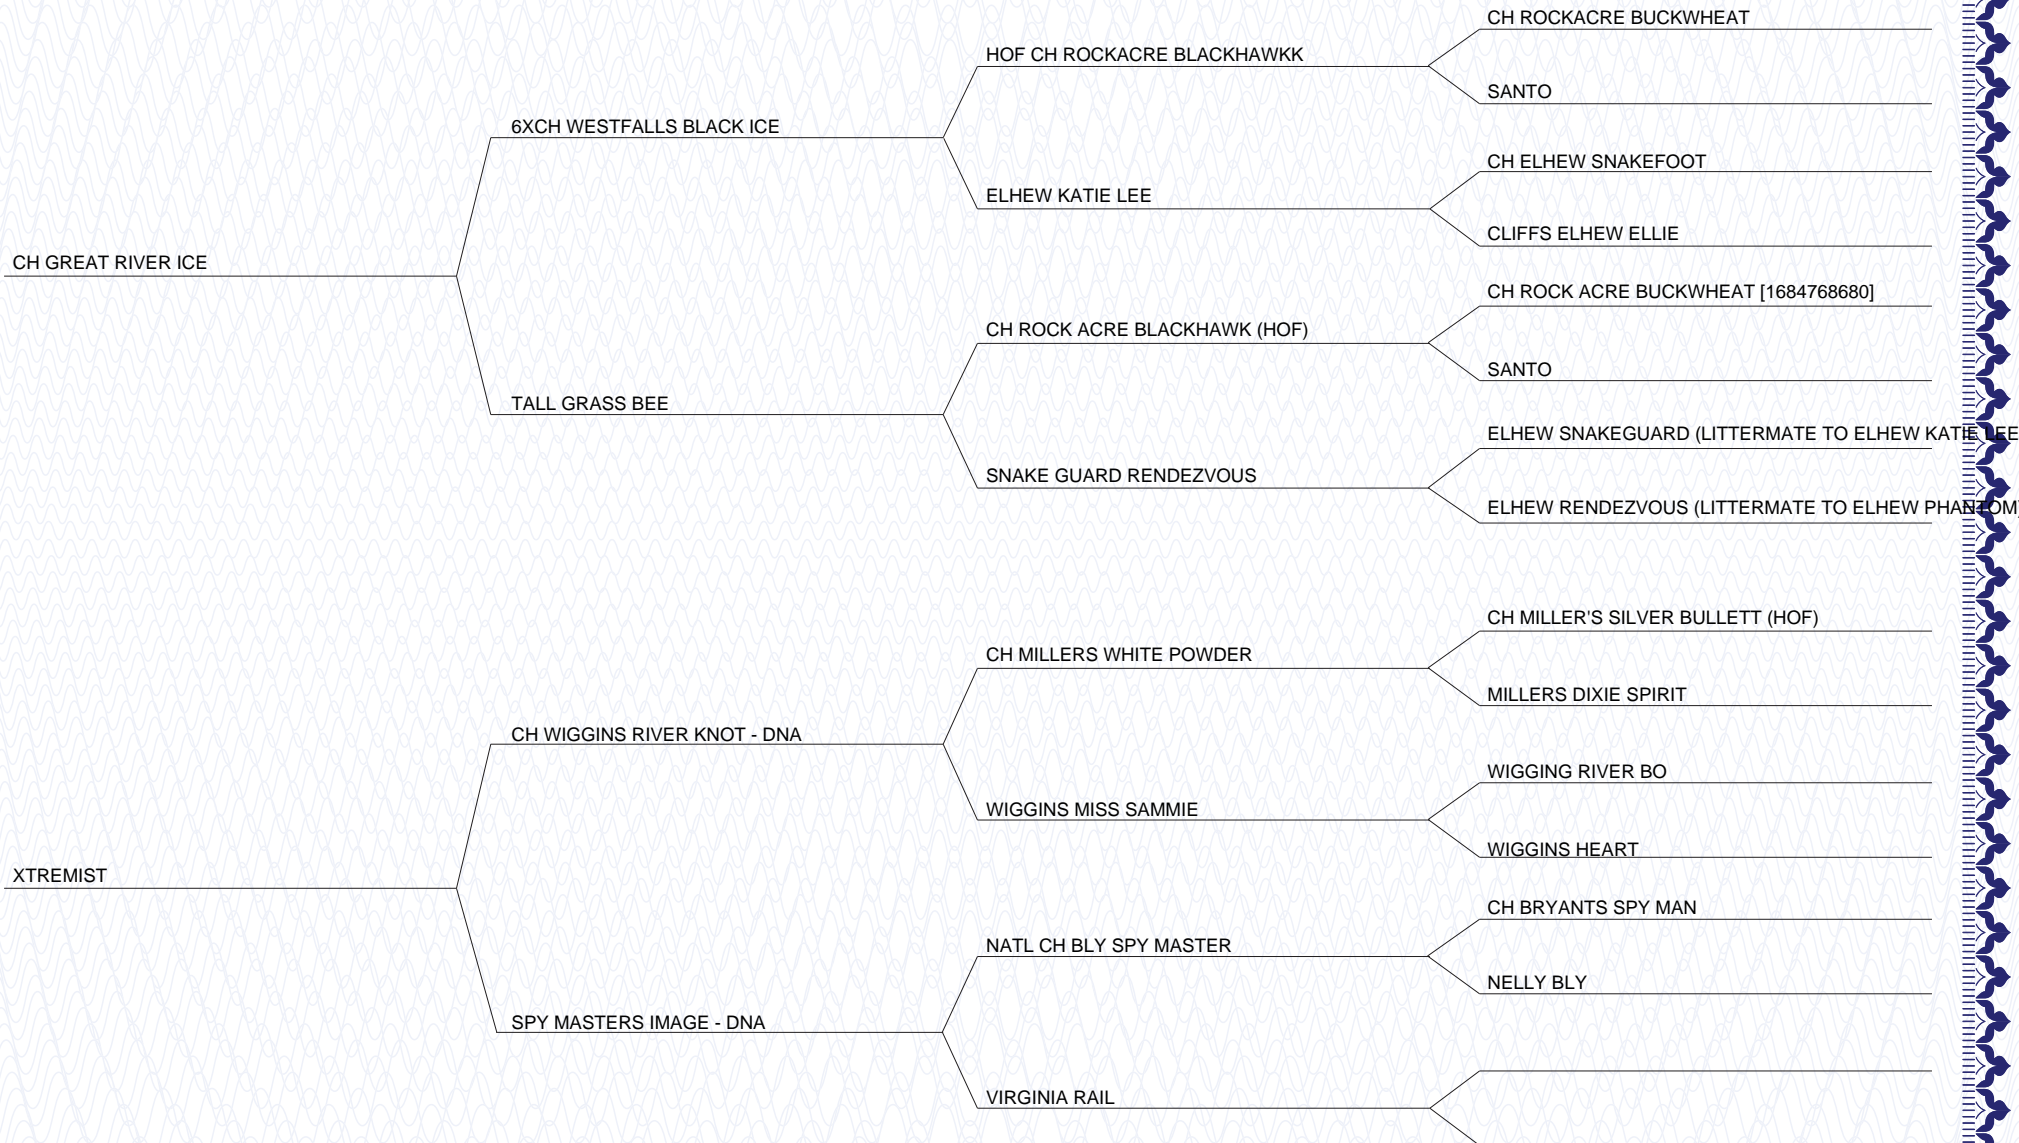 CH ROCKACRE BUCKWHEAT
HOF CH ROCKACRE BLACKHAWKK
SANTO
6XCH WESTFALLS BLACK ICE
CH ELHEW SNAKEFOOT
ELHEW KATIE LEE
CLIFFS ELHEW ELLIE
CH GREAT RIVER ICE
CH ROCK ACRE BUCKWHEAT [1684768680]
CH ROCK ACRE BLACKHAWK (HOF)
SANTO
TALL GRASS BEE
ELHEW SNAKEGUARD (LITTERMATE TO ELHEW KATIE LEE
SNAKE GUARD RENDEZVOUS
ELHEW RENDEZVOUS (LITTERMATE TO ELHEW PHANTOM)
CH MILLER'S SILVER BULLETT (HOF)
CH MILLERS WHITE POWDER
MILLERS DIXIE SPIRIT
CH WIGGINS RIVER KNOT - DNA
WIGGING RIVER BO
WIGGINS MISS SAMMIE
WIGGINS HEART
XTREMIST
CH BRYANTS SPY MAN
NATL CH BLY SPY MASTER
NELLY BLY
SPY MASTERS IMAGE - DNA
VIRGINIA RAIL